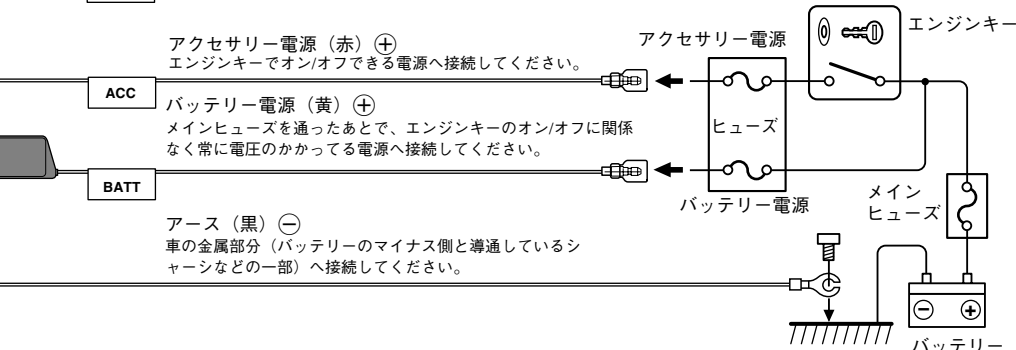 エンジンキー
アクセサリー電源（赤）⊕
エンジンキーでオン/オフできる電源へ接続してください。
アクセサリー電源
ACC
バッテリー電源（黄）⊕
メインヒューズを通ったあとで、エンジンキーのオン/オフに関係
なく常に電圧のかかってる電源へ接続してください。
ヒューズ
BATT
バッテリー電源
メイン
ヒューズ
アース（黒）⊖
車の金属部分（バッテリーのマイナス側と導通しているシ
ャーシなどの一部）へ接続してください。
⊖ ⊕
バッテリー